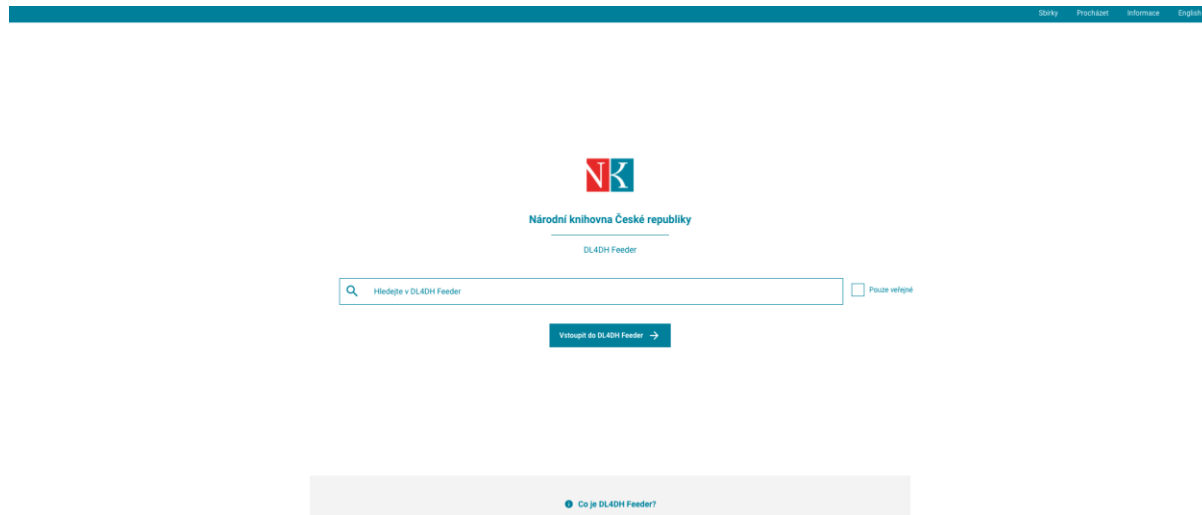 Sbírky Procházet Informace English
NK
Národní knihovna České republiky
DL4DH Feeder
Hledejte v DL4DH Feeder
Pouze veřejné
Vstoupit do DL4DH Feeder
Co je DL4DH Feeder?